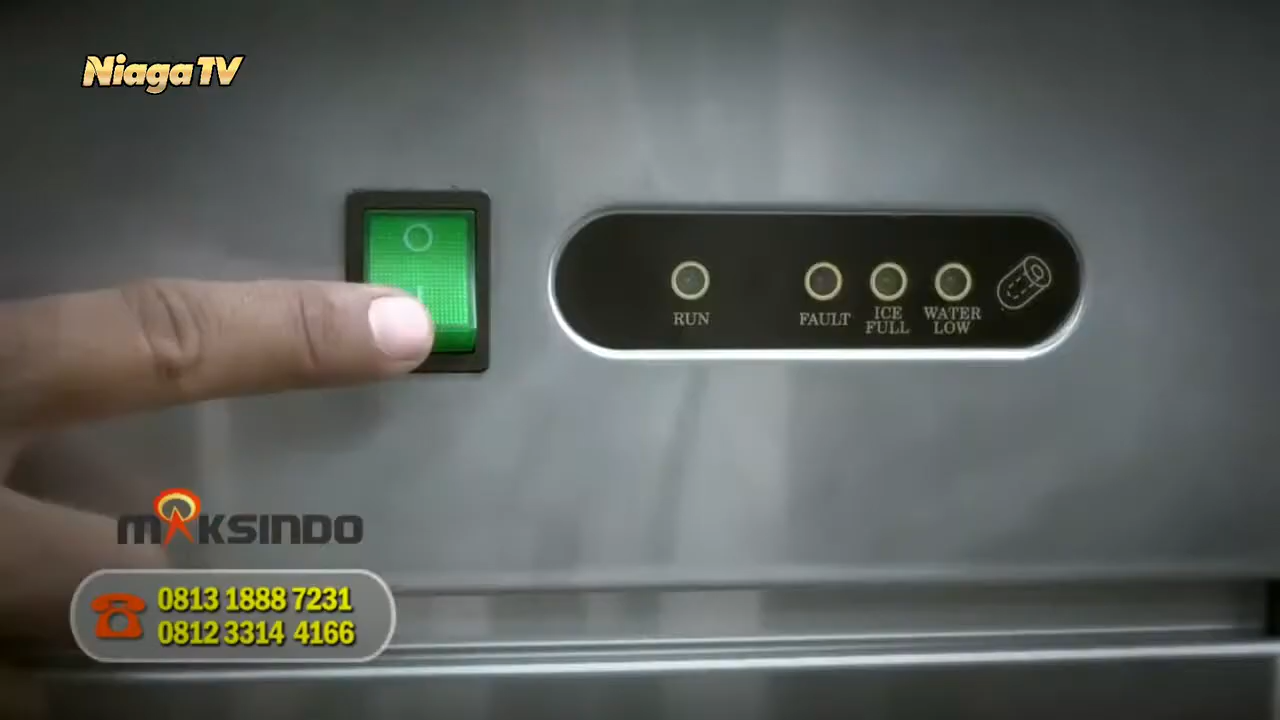 NiagaTV
RUN
FAULT
ICE FULL
WATER LOW
MAKSINDO
0813 1888 7231
0812 3314 4166